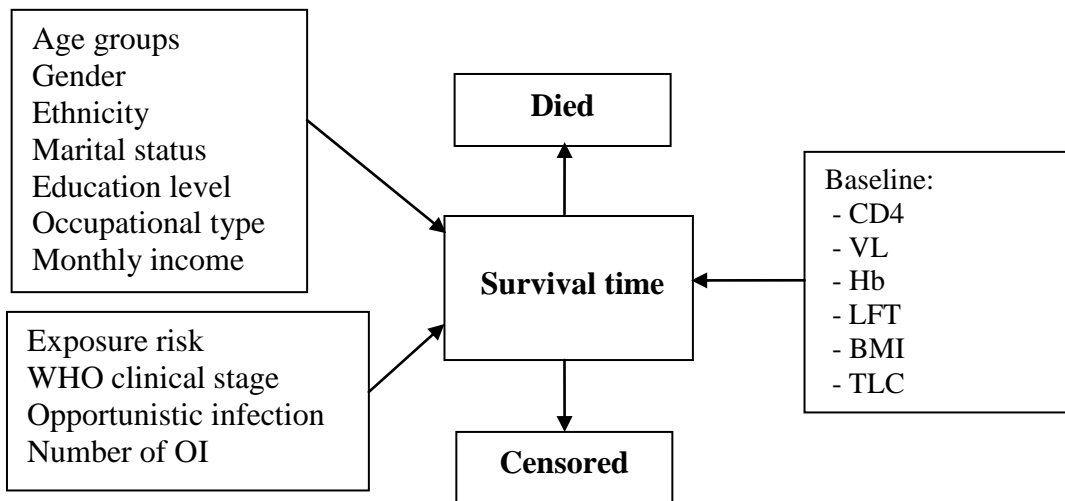 Age groups
Gender
Ethnicity
Marital status
Education level
Occupational type
Monthly income
Exposure risk
WHO clinical stage
Opportunistic infection
Number of OI
Died
Survival time
Censored
Baseline:
- CD4
- VL
- Hb
- LFT
- BMI
- TLC